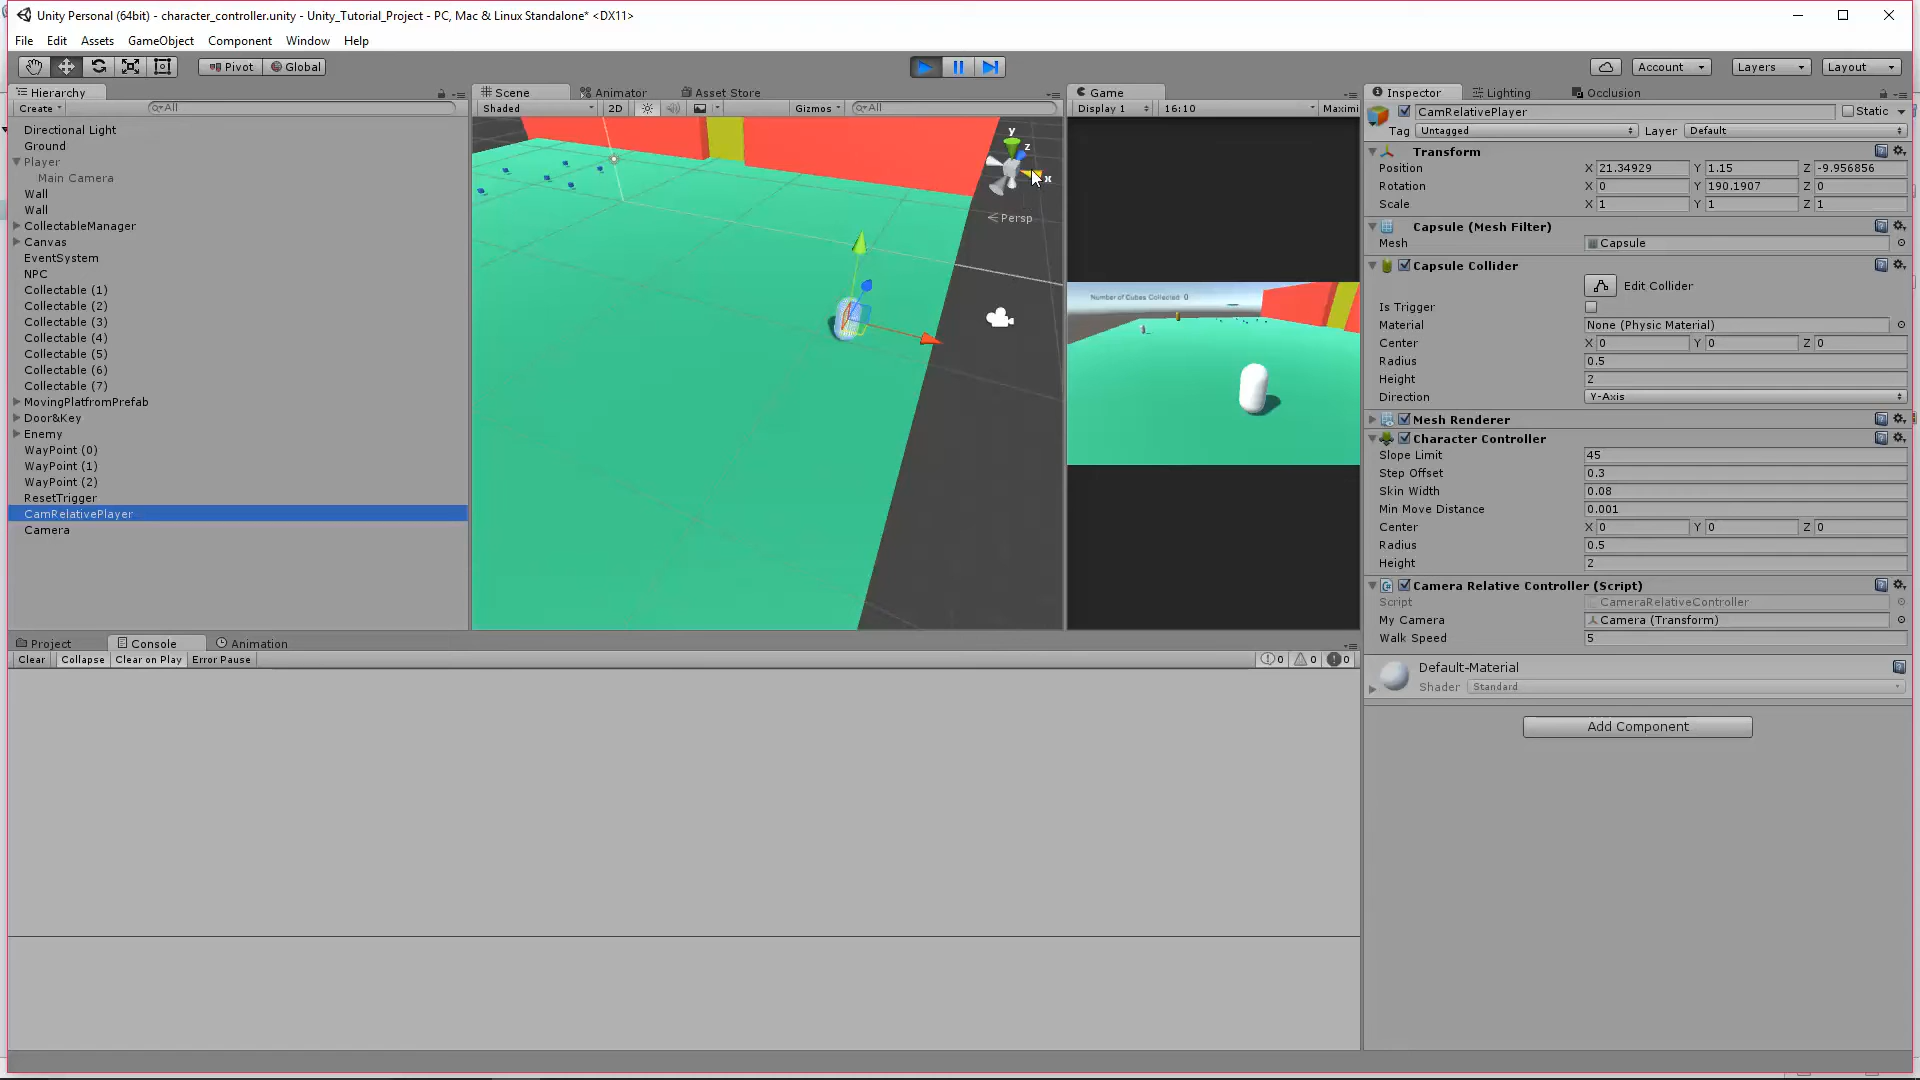 Unity Personal (64bit) - character_controller.unity - Unity_Tutorial_Project - PC, Mac & Linux Standalone* <DX11>
File Edit Assets GameObject Component Window Help
Pivot Global Account Layers Layout
Hierarchy
Create All
Directional Light
Ground
Player
Main Camera
Wall
Wall
CollectableManager
Canvas
EventSystem
NPC
Collectable (1)
Collectable (2)
Collectable (3)
Collectable (4)
Collectable (5)
Collectable (6)
Collectable (7)
MovingPlatfromPrefab
Door&Key
Enemy
WayPoint (0)
WayPoint (1)
WayPoint (2)
ResetTrigger
CamRelativePlayer
Camera
Scene Animator Asset Store
Shaded 2D Gizmos All
y
z
x
Persp
Game
Display 1 16:10 Maximi
Number of Cubes Collected: 0
Inspector Lighting Occlusion
CamRelativePlayer Static
Tag Untagged Layer Default
Transform
Position X 21.34929 Y 1.15 Z -9.956856
Rotation X 0 Y 190.1907 Z 0
Scale X 1 Y 1 Z 1
Capsule (Mesh Filter)
Mesh Capsule
Capsule Collider
Edit Collider
Is Trigger
Material None (Physic Material)
Center X 0 Y 0 Z 0
Radius 0.5
Height 2
Direction Y-Axis
Mesh Renderer
Character Controller
Slope Limit 45
Step Offset 0.3
Skin Width 0.08
Min Move Distance 0.001
Center X 0 Y 0 Z 0
Radius 0.5
Height 2
Camera Relative Controller (Script)
Script CameraRelativeController
My Camera Camera (Transform)
Walk Speed 5
Default-Material
Shader Standard
Add Component
Project Console Animation
Clear Collapse Clear on Play Error Pause 0 0 0